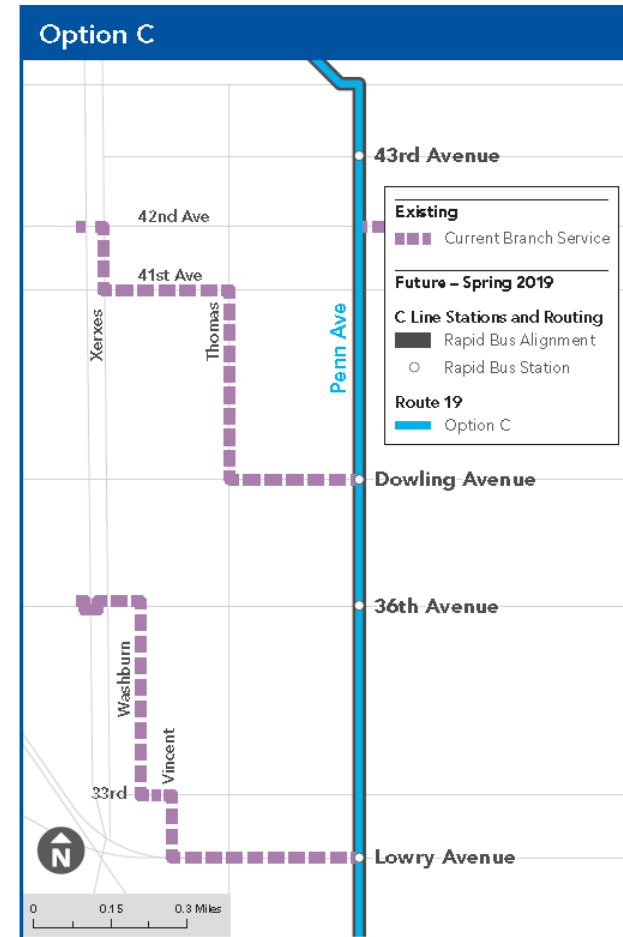 Option C
43rd Avenue
42nd Ave
Existing
Current Branch Service
41st Ave
Future – Spring 2019
C Line Stations and Routing
Rapid Bus Alignment
Rapid Bus Station
Route 19
Option C
Xerxes
Thomas
Penn Ave
Dowling Avenue
36th Avenue
Washburn
Vincent
33rd
Lowry Avenue
N
0 0.15 0.3 Miles